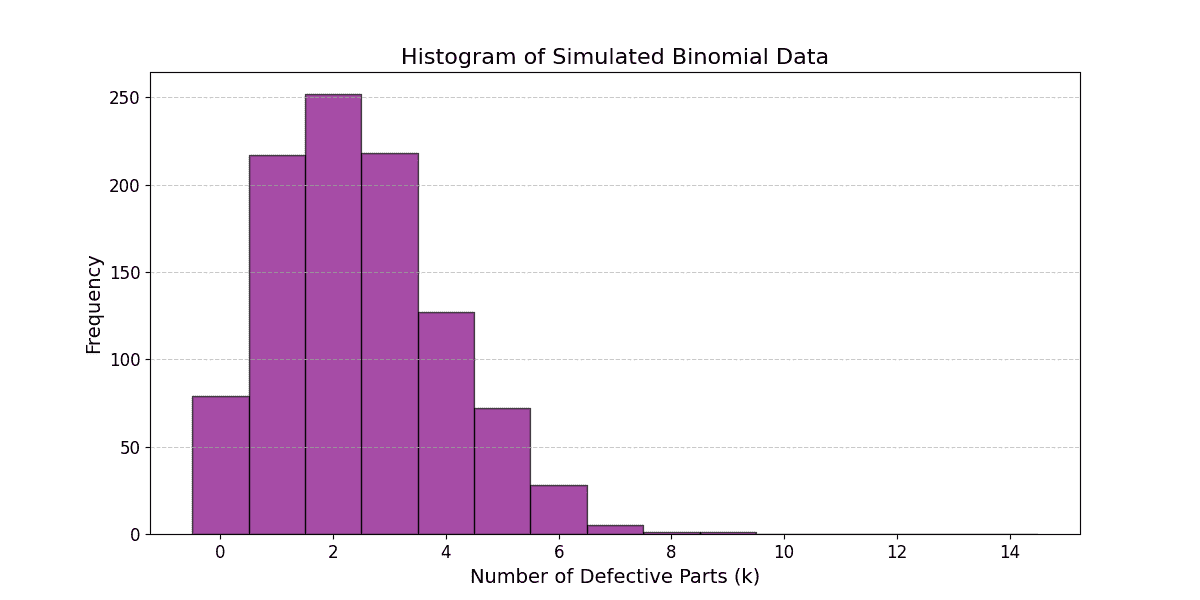 Histogram of Simulated Binomial Data
250
200
150
100
50
0
Frequency
0 2 4 6 8 10 12 14
Number of Defective Parts (k)